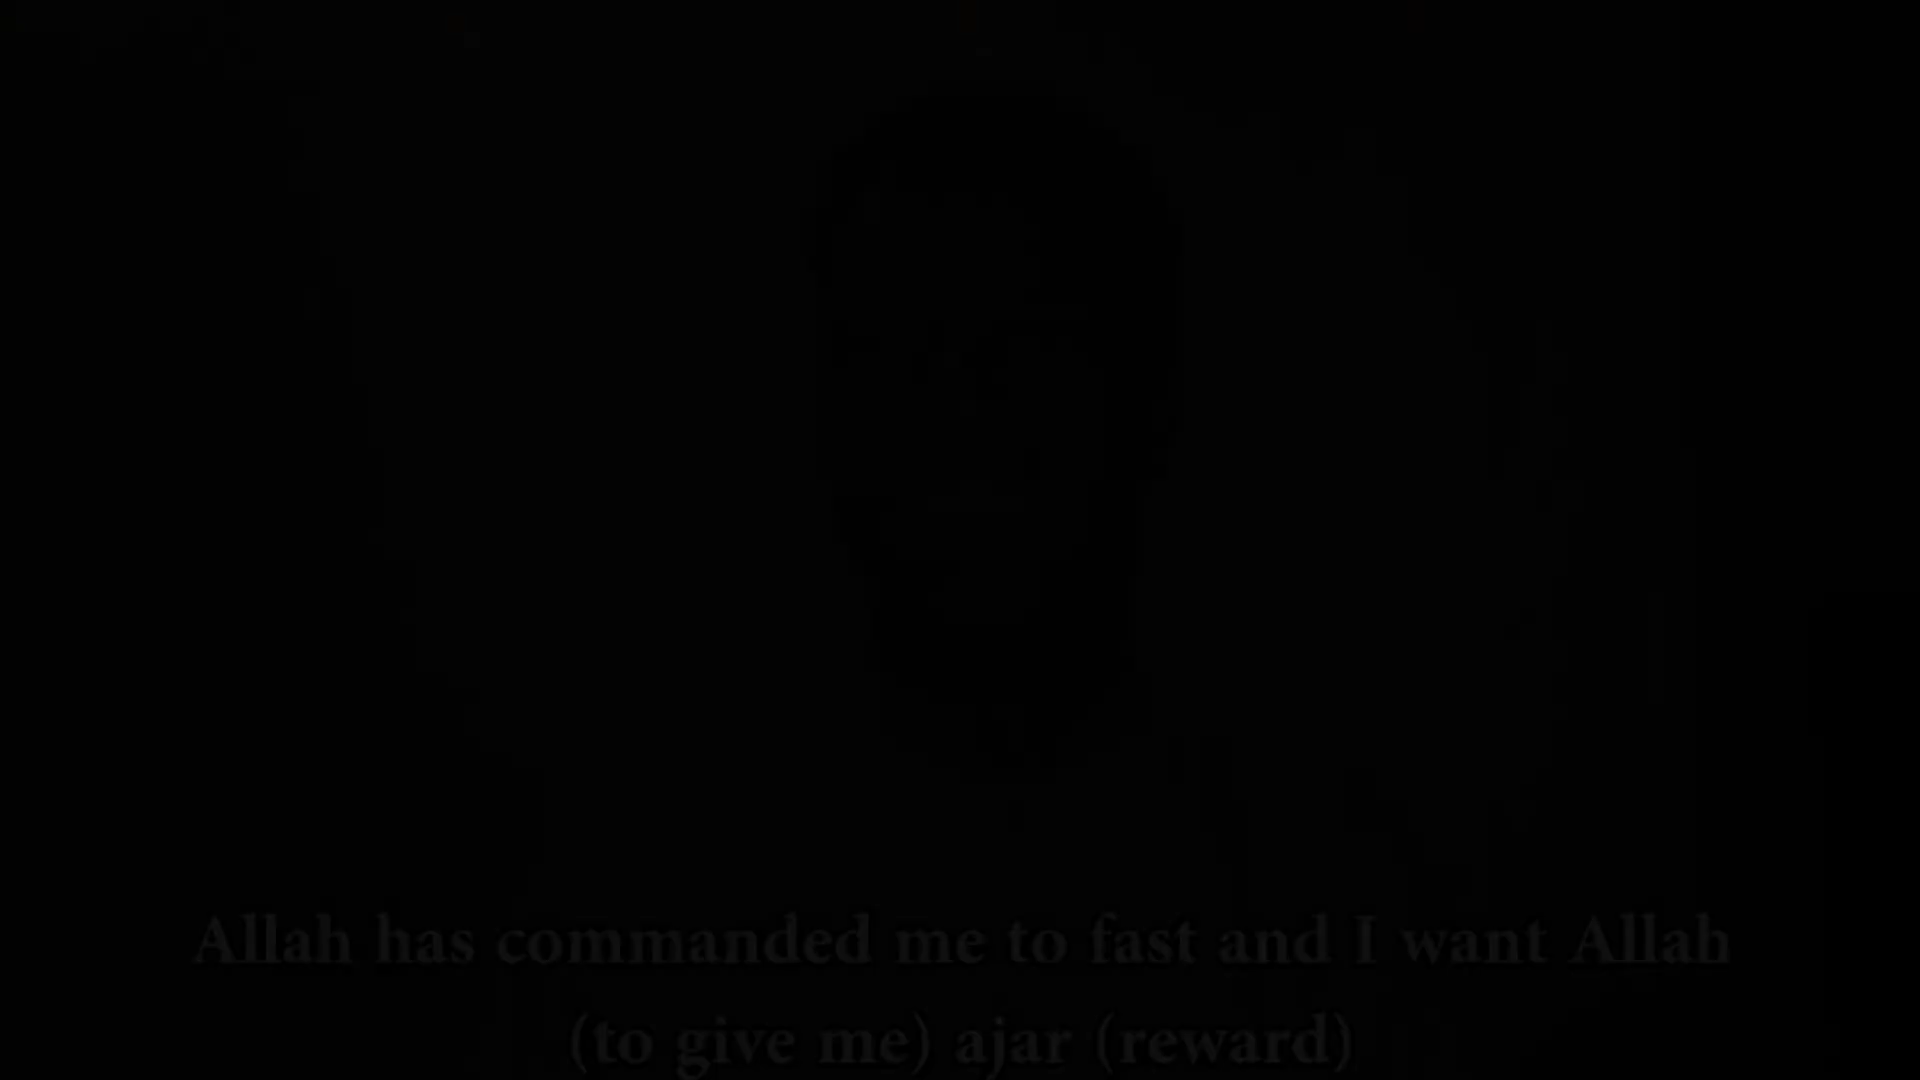 Allah has commanded me to fast and I want Allah
(to give me) ajar (reward)